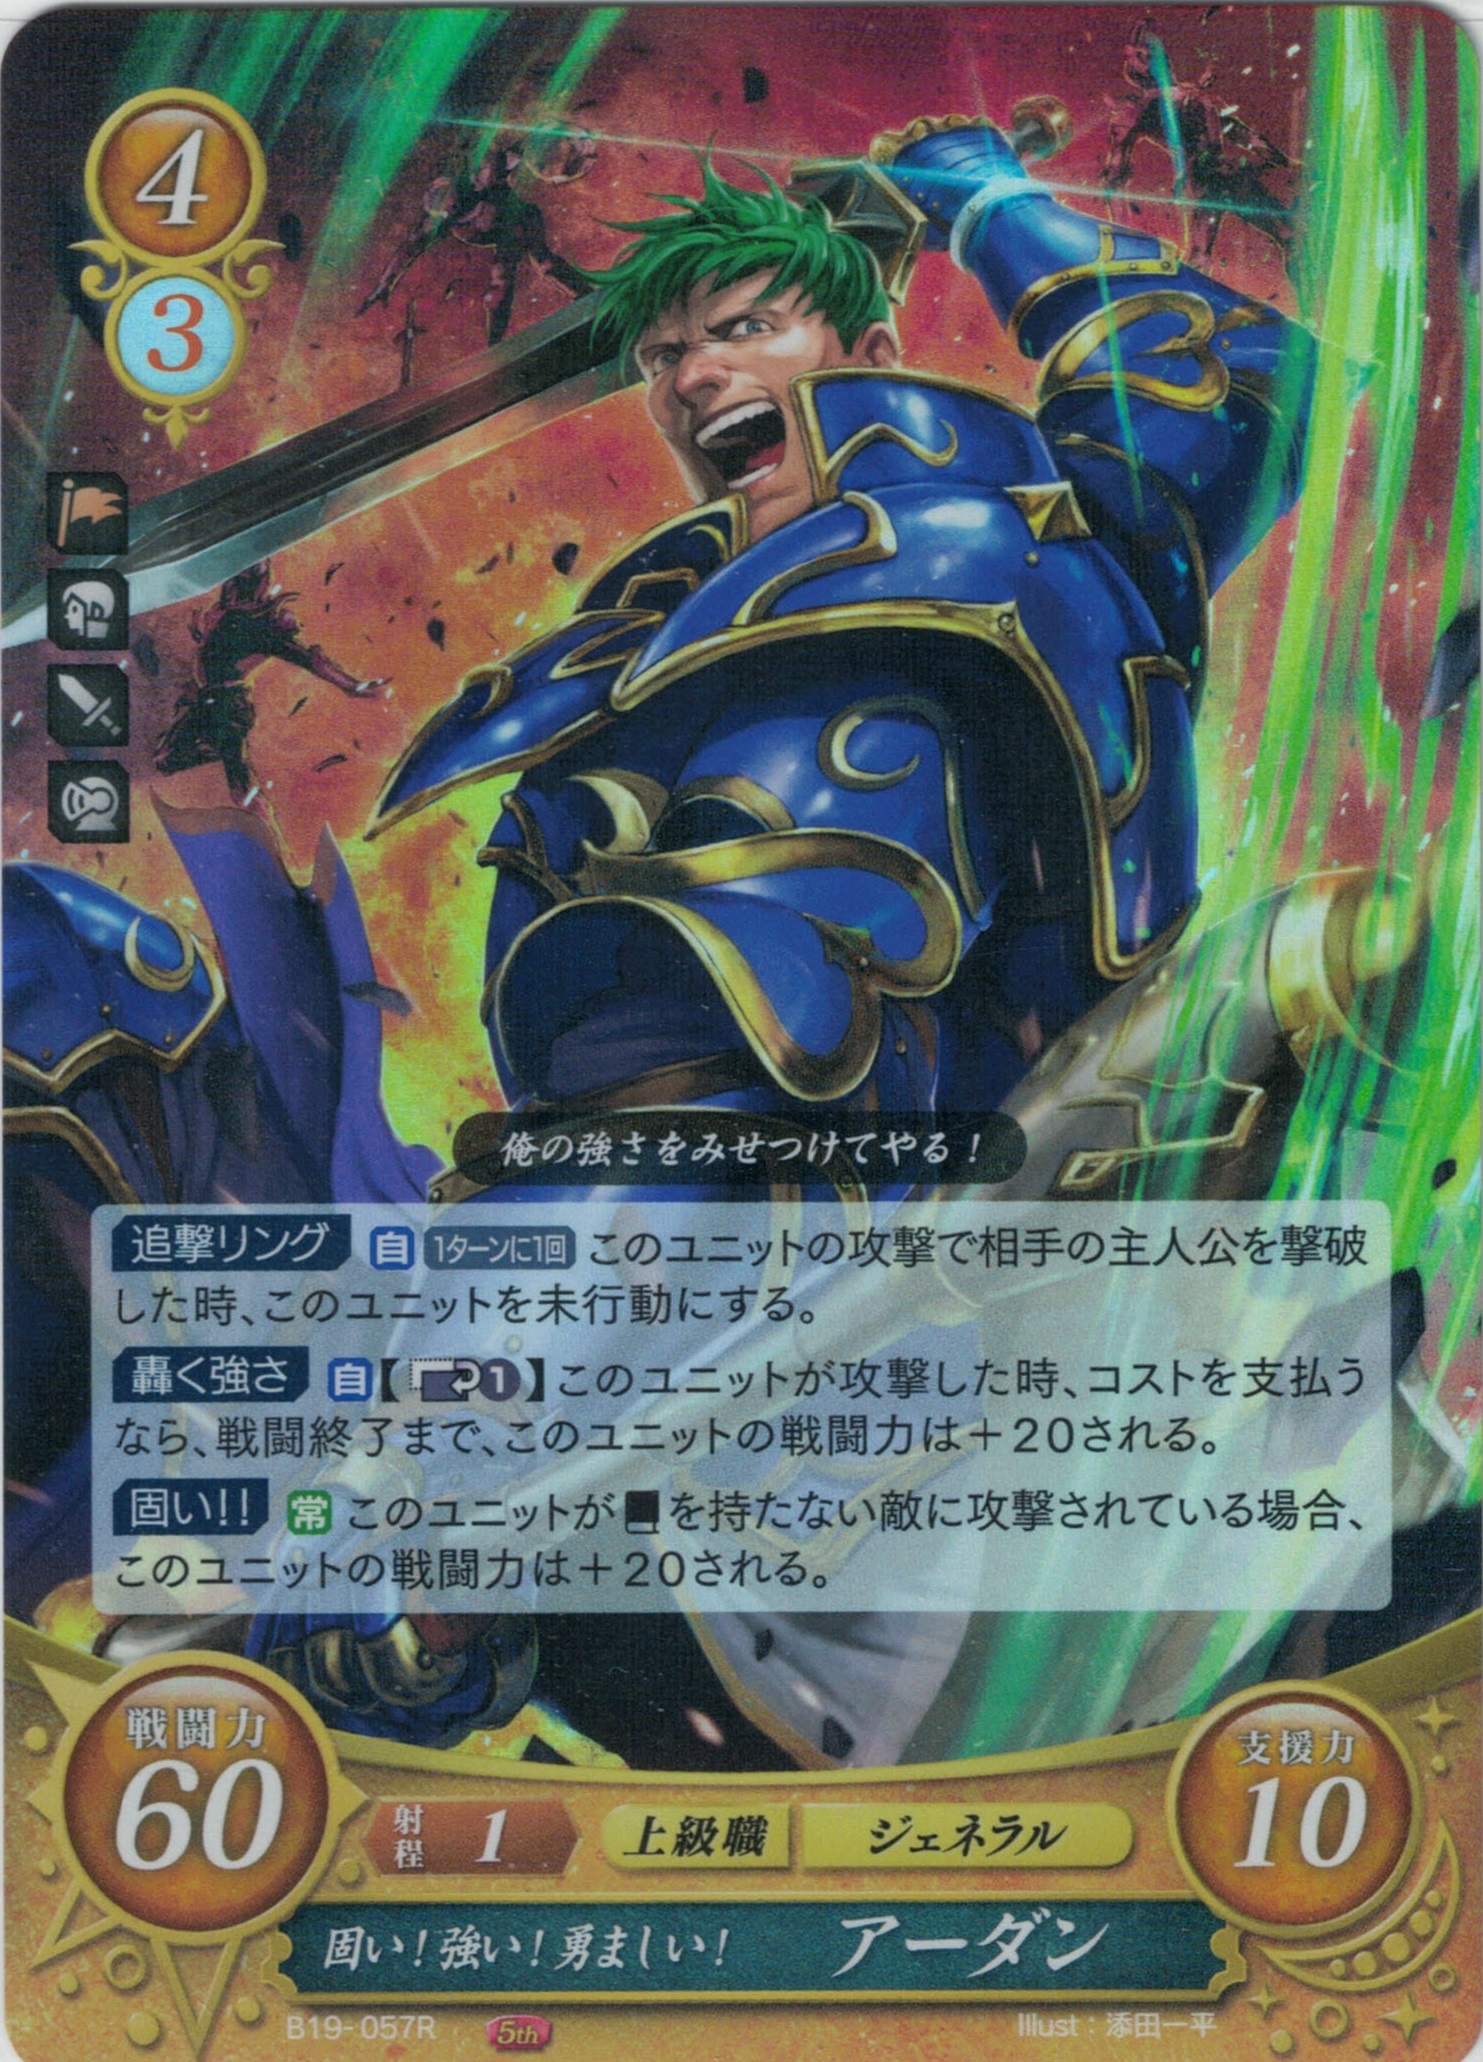 4
3
俺の強さをみせつけてやる！
追撃リング 自 1ターンに1回 このユニットの攻撃で相手の主人公を撃破
した時、このユニットを未行動にする。
轟く強さ 自【1】このユニットが攻撃した時、コストを支払う
なら、戦闘終了まで、このユニットの戦闘力は＋20される。
固い!! 常 このユニットが を持たない敵に攻撃されている場合、
このユニットの戦闘力は＋20される。
戦闘力
60
射程 1
上級職 ジェネラル
支援力
10
固い！強い！勇ましい！ アーダン
B19-057R 5th Illust：添田一平